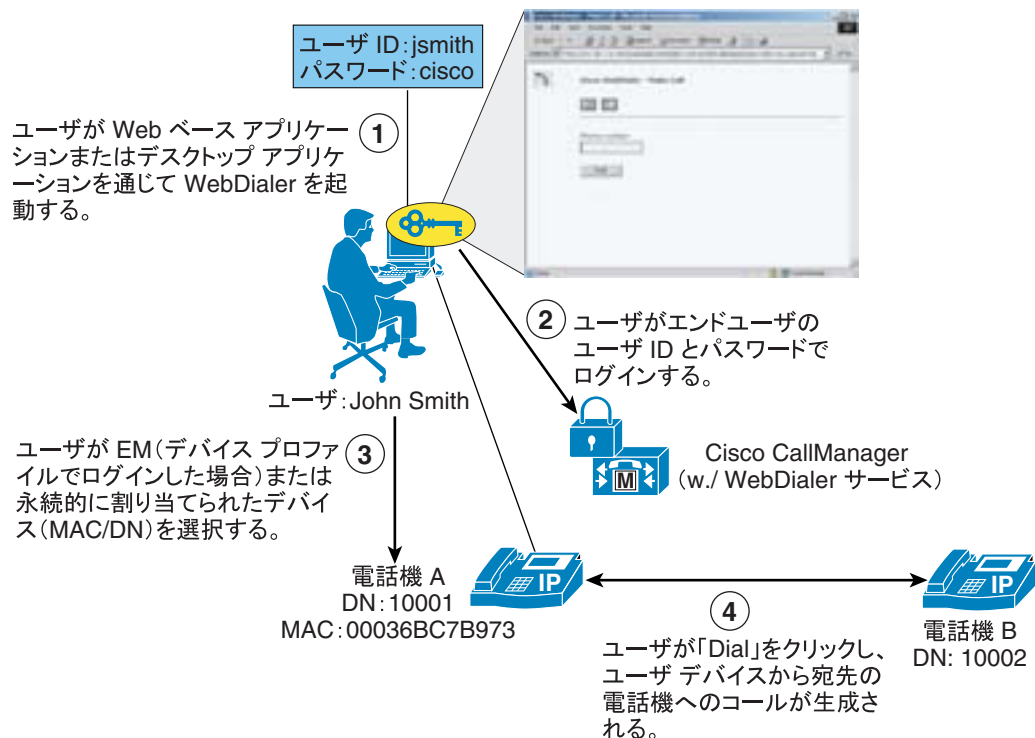 ユーザ ID:jsmith
パスワード:cisco
Phone number
ユーザが Web ベース アプリケー
ションまたはデスクトップ アプリケ
ーションを通じて WebDialer を起
動する。
1
2
ユーザがエンドユーザの
ユーザ ID とパスワードで
ログインする。
ユーザ:John Smith
ユーザが EM(デバイス プロファ
イルでログインした場合)または
永続的に割り当てられたデバイ
ス(MAC/DN)を選択する。
3
M
Cisco CallManager
(w./ WebDialer サービス)
電話機 A
DN:10001
MAC:00036BC7B973
IP
IP
4
ユーザが「Dial」をクリックし、
ユーザ デバイスから宛先の
電話機へのコールが生成さ
れる。
電話機 B
DN: 10002